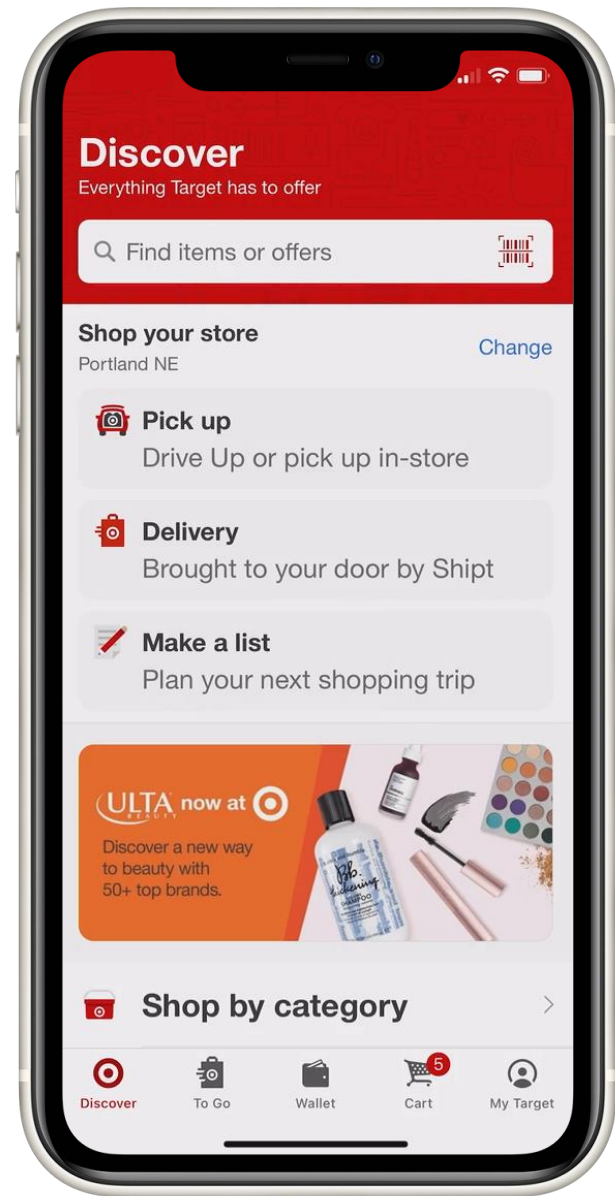 Discover
Everything Target has to offer
Find items or offers
Shop your store
Portland NE
Change
Pick up
Drive Up or pick up in-store
Delivery
Brought to your door by Shipt
Make a list
Plan your next shopping trip
ULTA now at
BEAUTY
Discover a new way
to beauty with
50+ top brands.
Bb.
thickening
SHAMPOO
Shop by category
5
Discover
To Go
Wallet
Cart
My Target